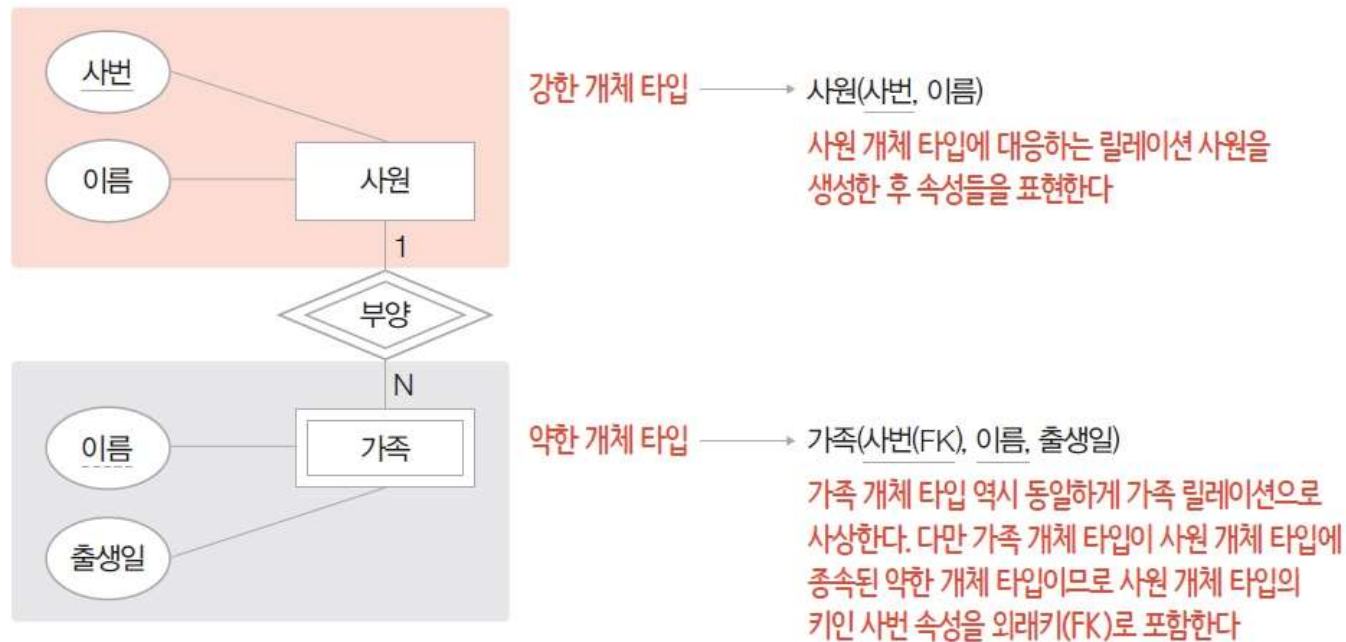 사번
강한 개체 타입
사원(사번, 이름)
이름
사원
사원 개체 타입에 대응하는 릴레이션 사원을
생성한 후 속성들을 표현한다
1
부양
N
이름
가족
약한 개체 타입
가족(사번(FK), 이름, 출생일)
출생일
가족 개체 타입 역시 동일하게 가족 릴레이션으로
사상한다. 다만 가족 개체 타입이 사원 개체 타입에
종속된 약한 개체 타입이므로 사원 개체 타입의
키인 사번 속성을 외래키(FK)로 포함한다